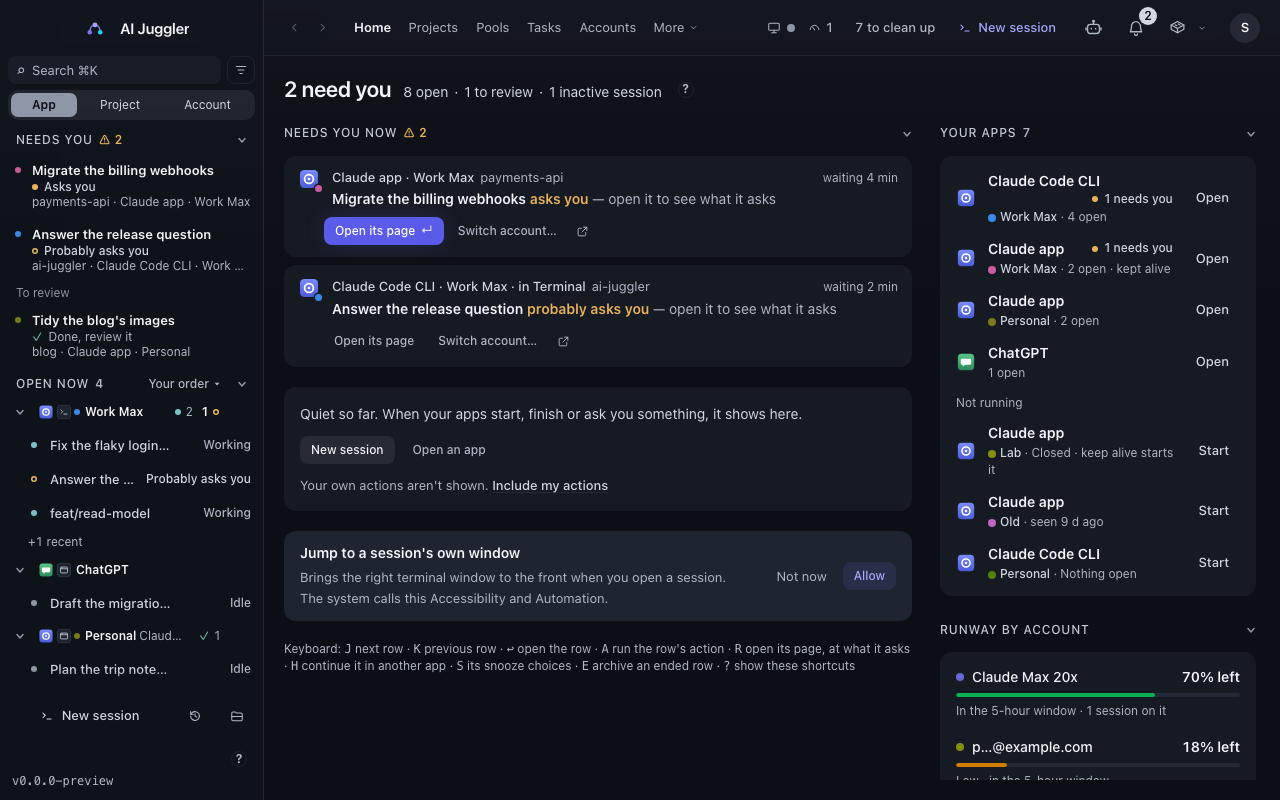 AI Juggler
Search ⌘K
App Project Account
NEEDS YOU 2
Migrate the billing webhooks
Asks you
payments-api · Claude app · Work Max
Answer the release question
Probably asks you
ai-juggler · Claude Code CLI · Work ...
To review
Tidy the blog's images
Done, review it
blog · Claude app · Personal
OPEN NOW 4 Your order
Work Max 2 1
Fix the flaky login... Working
Answer the ... Probably asks you
feat/read-model Working
+1 recent
ChatGPT
Draft the migratio... Idle
Personal Claud... 1
Plan the trip note... Idle
New session
?
v0.0.0-preview
Home Projects Pools Tasks Accounts More
1 7 to clean up New session 2 S
2 need you 8 open · 1 to review · 1 inactive session ?
NEEDS YOU NOW 2
Claude app · Work Max payments-api waiting 4 min
Migrate the billing webhooks asks you — open it to see what it asks
Open its page ↵ Switch account...
Claude Code CLI · Work Max · in Terminal ai-juggler waiting 2 min
Answer the release question probably asks you — open it to see what it asks
Open its page Switch account...
Quiet so far. When your apps start, finish or ask you something, it shows here.
New session Open an app
Your own actions aren't shown. Include my actions
Jump to a session's own window
Brings the right terminal window to the front when you open a session.
The system calls this Accessibility and Automation.
Not now Allow
Keyboard: J next row · K previous row · ↩ open the row · A run the row's action · R open its page, at what it asks
· H continue it in another app · S its snooze choices · E archive an ended row · ? show these shortcuts
YOUR APPS 7
Claude Code CLI
1 needs you
Work Max · 4 open
Open
Claude app 1 needs you
Work Max · 2 open · kept alive
Open
Claude app
Personal · 2 open
Open
ChatGPT
1 open
Open
Not running
Claude app
Lab · Closed · keep alive starts
it
Start
Claude app
Old · seen 9 d ago
Start
Claude Code CLI
Personal · Nothing open
Start
RUNWAY BY ACCOUNT
Claude Max 20x 70% left
In the 5-hour window · 1 session on it
p...@example.com 18% left
Low · in the 5-hour window